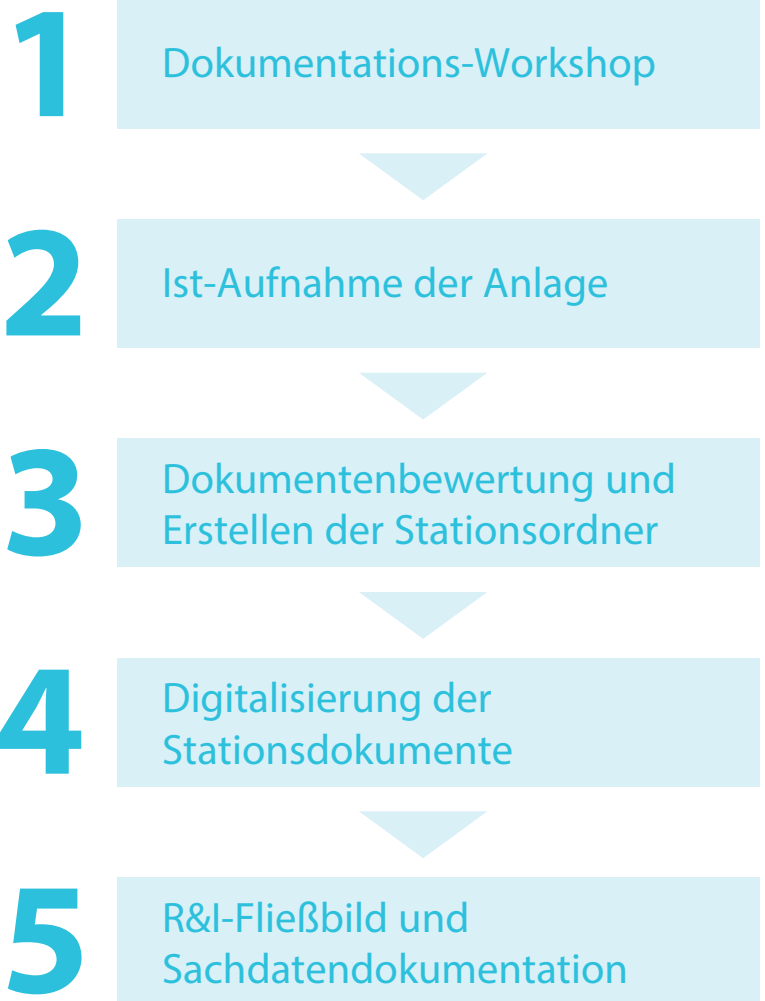 1
Dokumentations-Workshop
2
Ist-Aufnahme der Anlage
3
Dokumentenbewertung und
Erstellen der Stationsordner
4
Digitalisierung der
Stationsdokumente
5
R&I-Fließbild und
Sachdatendokumentation